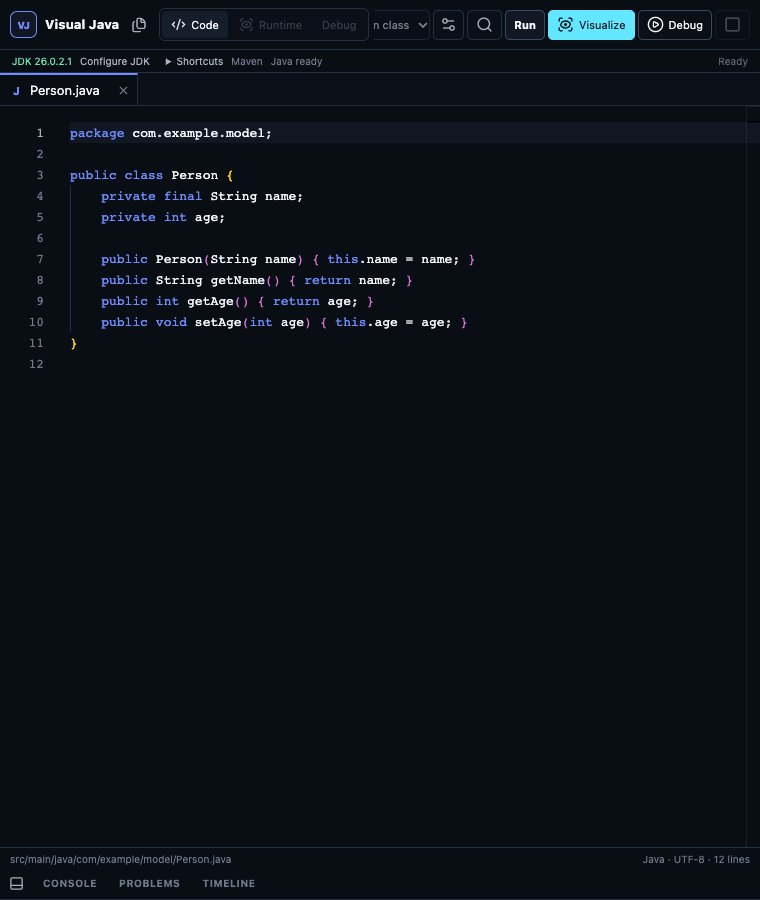 VJ Visual Java Code Runtime Debug n class Run Visualize Debug
JDK 26.0.2.1 Configure JDK Shortcuts Maven Java ready Ready
J Person.java
1 package com.example.model;
2
3 public class Person {
4 private final String name;
5 private int age;
6
7 public Person(String name) { this.name = name; }
8 public String getName() { return name; }
9 public int getAge() { return age; }
10 public void setAge(int age) { this.age = age; }
11 }
12
src/main/java/com/example/model/Person.java Java · UTF-8 · 12 lines
CONSOLE PROBLEMS TIMELINE